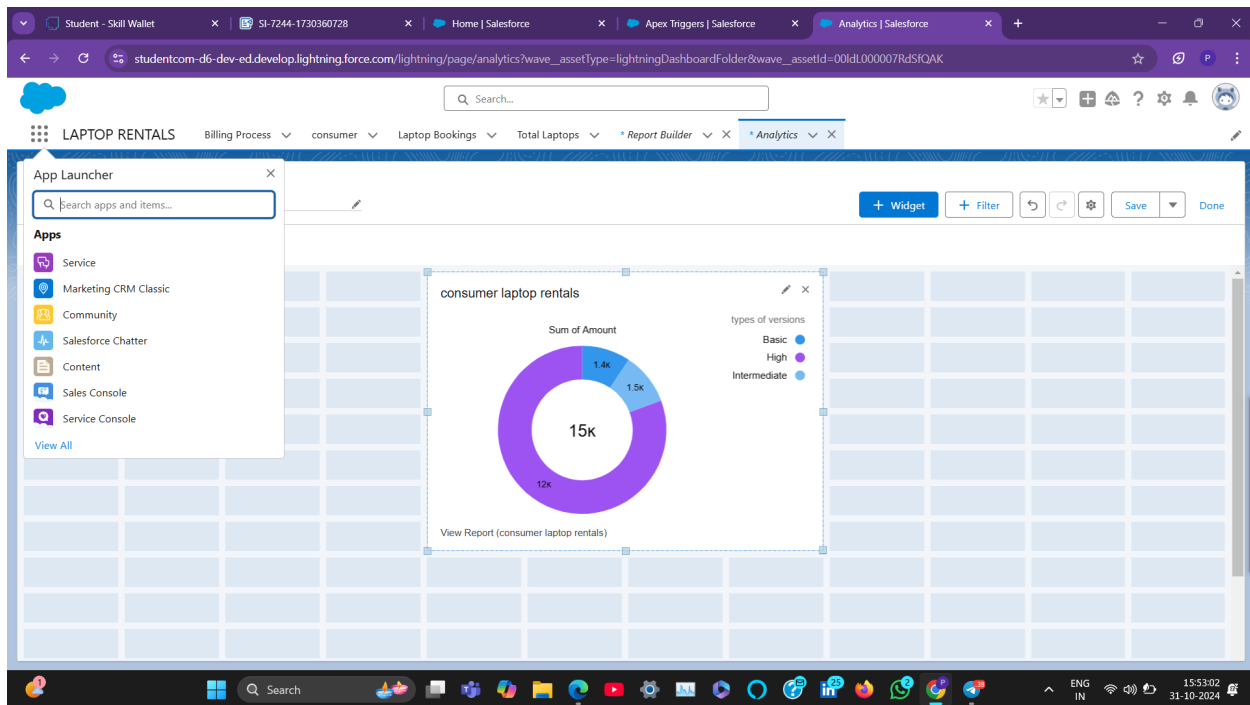 Student - Skill Wallet
SI-7244-1730360728
Home | Salesforce
Apex Triggers | Salesforce
Analytics | Salesforce
studentcom-d6-dev-ed.develop.lightning.force.com/lightning/page/analytics?wave__assetType=lightningDashboardFolder&wave__assetId=00ldL000007RdSfQAK
P
Search...
LAPTOP RENTALS
Billing Process
consumer
Laptop Bookings
Total Laptops
* Report Builder
* Analytics
App Launcher
Search apps and items...
Apps
Service
Marketing CRM Classic
Community
Salesforce Chatter
Content
Sales Console
Service Console
View All
+ Widget
+ Filter
Save
Done
consumer laptop rentals
Sum of Amount
types of versions
Basic
High
Intermediate
1.4K
1.5K
15K
12K
View Report (consumer laptop rentals)
1
Search
25
2
P
38
ENG
IN
15:53:02
31-10-2024